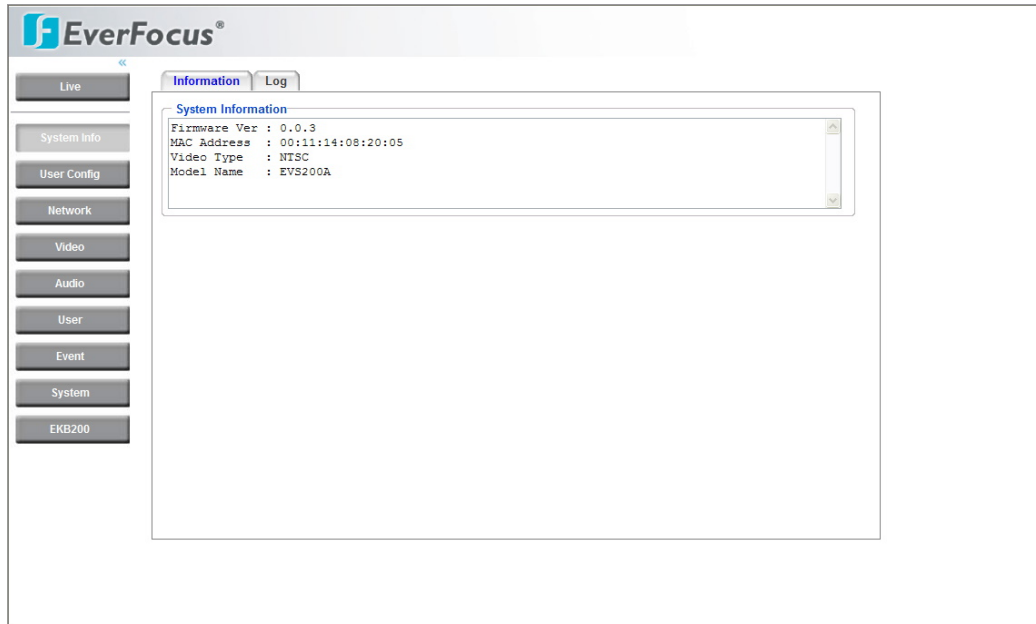 EverFocus®
«
Live
System Info
User Config
Network
Video
Audio
User
Event
System
EKB200
Information Log
System Information
Firmware Ver : 0.0.3
MAC Address : 00:11:14:08:20:05
Video Type : NTSC
Model Name : EVS200A